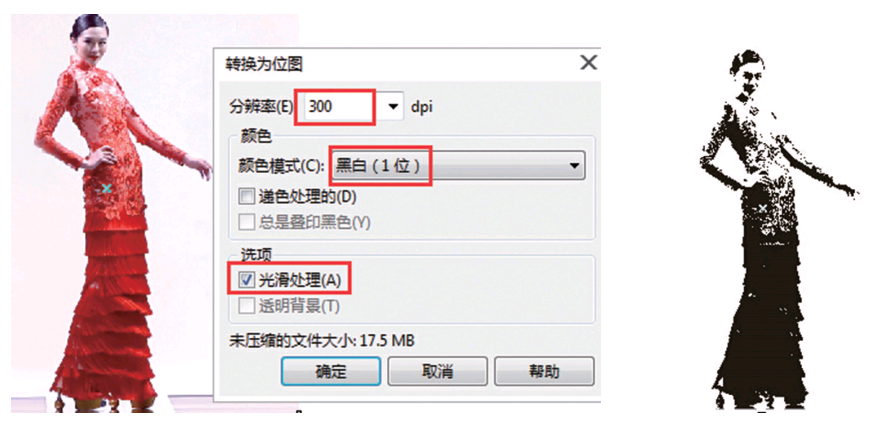 转换为位图
分辨率(E) 300 dpi
颜色
颜色模式(C): 黑白(1位)
递色处理的(D)
总是叠印黑色(Y)
选项
光滑处理(A)
透明背景(T)
未压缩的文件大小: 17.5 MB
确定 取消 帮助